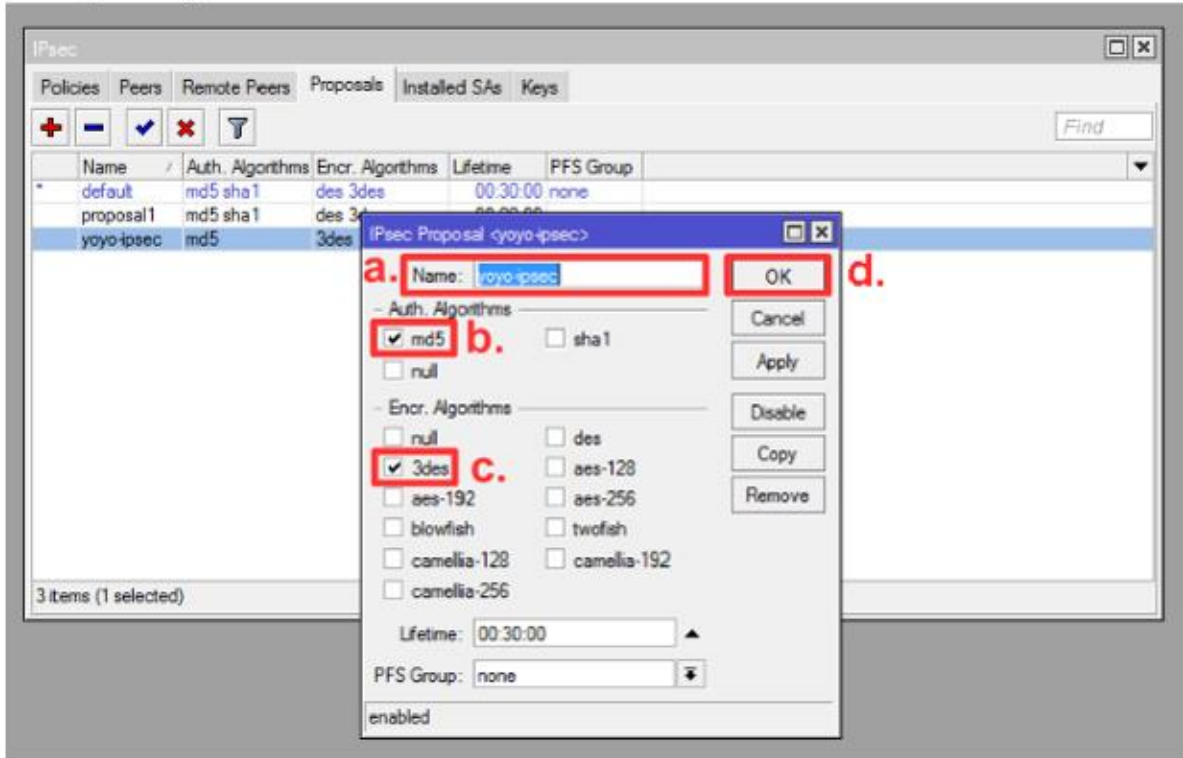 IPsec
Policies Peers Remote Peers Proposals Installed SAs Keys
Find
Name Auth. Algorithms Encr. Algorithms Lifetime PFS Group
* default md5 sha1 des 3des 00:30:00 none
proposal1 md5 sha1
yoyo-ipsec md5 3des
IPsec Proposal <yoyo-ipsec>
a. Name: yoyo-ipsec OK d.
Auth. Algorithms Cancel
md5 b. sha1
null Apply
Encr. Algorithms Disable
null des
3des c. aes-128 Copy
aes-192 aes-256 Remove
blowfish twofish
camellia-128 camellia-192
camellia-256
3 items (1 selected)
Lifetime: 00:30:00
PFS Group: none
enabled